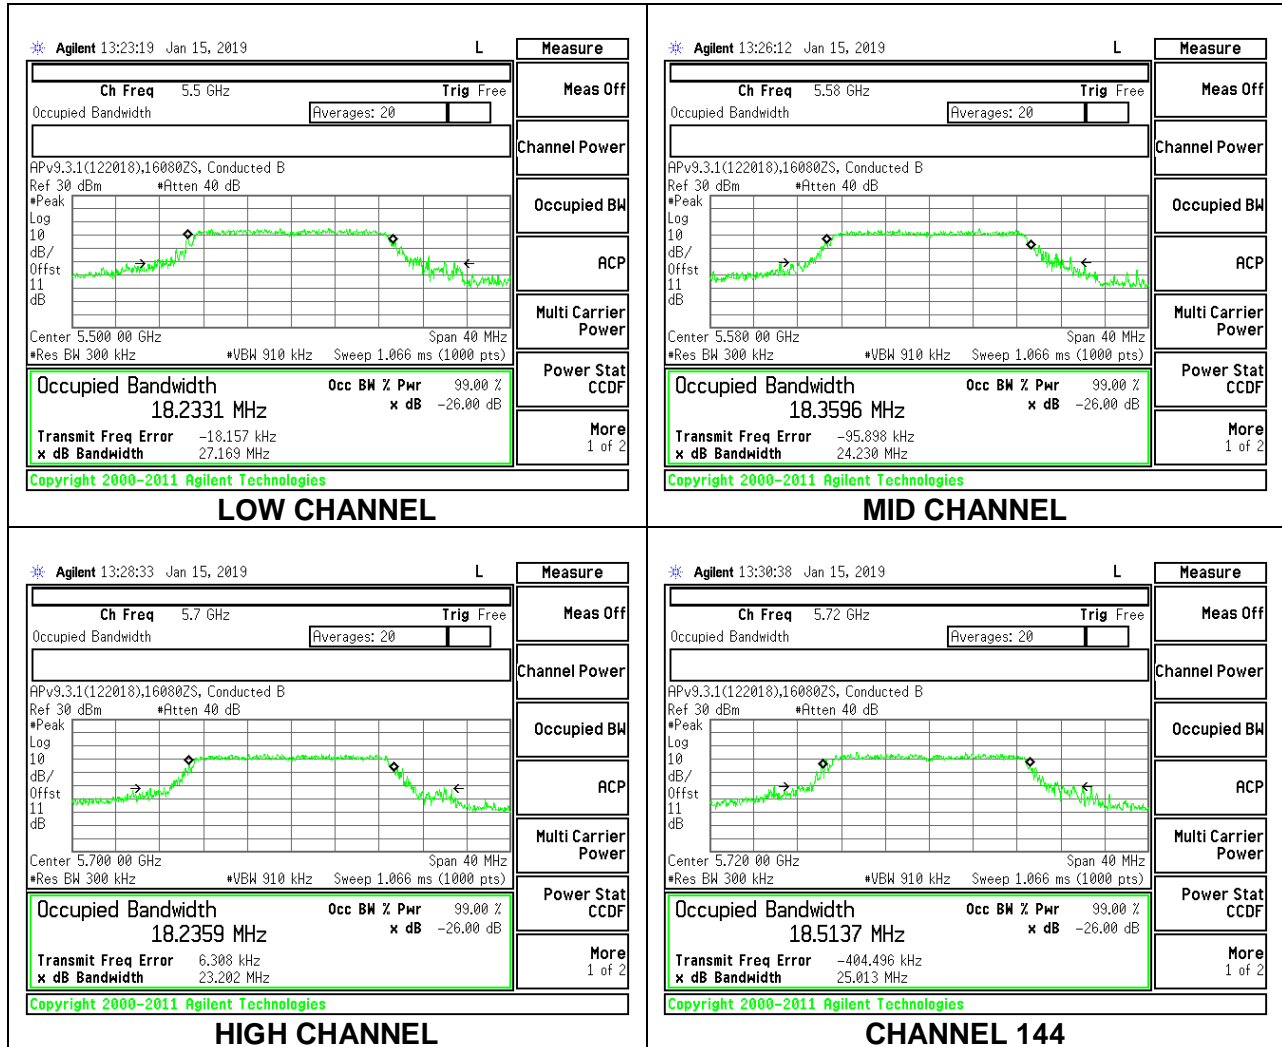 Agilent 13:23:19 Jan 15, 2019 L Measure
Ch Freq 5.5 GHz Trig Free
Occupied Bandwidth Averages: 20
APv9.3.1(122018),16080ZS, Conducted B
Ref 30 dBm #Atten 40 dB
#Peak
Log
10
dB/
Offst
11
dB
Center 5.500 00 GHz Span 40 MHz
#Res BW 300 kHz #VBW 910 kHz Sweep 1.066 ms (1000 pts)
Occupied Bandwidth Occ BW % Pwr 99.00 %
18.2331 MHz x dB -26.00 dB
Transmit Freq Error -18.157 kHz
x dB Bandwidth 27.169 MHz
Copyright 2000-2011 Agilent Technologies
Meas Off
Channel Power
Occupied BW
ACP
Multi Carrier
Power
Power Stat
CCDF
More
1 of 2
LOW CHANNEL
Agilent 13:26:12 Jan 15, 2019 L Measure
Ch Freq 5.58 GHz Trig Free
Occupied Bandwidth Averages: 20
APv9.3.1(122018),16080ZS, Conducted B
Ref 30 dBm #Atten 40 dB
#Peak
Log
10
dB/
Offst
11
dB
Center 5.580 00 GHz Span 40 MHz
#Res BW 300 kHz #VBW 910 kHz Sweep 1.066 ms (1000 pts)
Occupied Bandwidth Occ BW % Pwr 99.00 %
18.3596 MHz x dB -26.00 dB
Transmit Freq Error -95.898 kHz
x dB Bandwidth 24.230 MHz
Copyright 2000-2011 Agilent Technologies
Meas Off
Channel Power
Occupied BW
ACP
Multi Carrier
Power
Power Stat
CCDF
More
1 of 2
MID CHANNEL
Agilent 13:28:33 Jan 15, 2019 L Measure
Ch Freq 5.7 GHz Trig Free
Occupied Bandwidth Averages: 20
APv9.3.1(122018),16080ZS, Conducted B
Ref 30 dBm #Atten 40 dB
#Peak
Log
10
dB/
Offst
11
dB
Center 5.700 00 GHz Span 40 MHz
#Res BW 300 kHz #VBW 910 kHz Sweep 1.066 ms (1000 pts)
Occupied Bandwidth Occ BW % Pwr 99.00 %
18.2359 MHz x dB -26.00 dB
Transmit Freq Error 6.308 kHz
x dB Bandwidth 23.202 MHz
Copyright 2000-2011 Agilent Technologies
Meas Off
Channel Power
Occupied BW
ACP
Multi Carrier
Power
Power Stat
CCDF
More
1 of 2
HIGH CHANNEL
Agilent 13:30:38 Jan 15, 2019 L Measure
Ch Freq 5.72 GHz Trig Free
Occupied Bandwidth Averages: 20
APv9.3.1(122018),16080ZS, Conducted B
Ref 30 dBm #Atten 40 dB
#Peak
Log
10
dB/
Offst
11
dB
Center 5.720 00 GHz Span 40 MHz
#Res BW 300 kHz #VBW 910 kHz Sweep 1.066 ms (1000 pts)
Occupied Bandwidth Occ BW % Pwr 99.00 %
18.5137 MHz x dB -26.00 dB
Transmit Freq Error -404.496 kHz
x dB Bandwidth 25.013 MHz
Copyright 2000-2011 Agilent Technologies
Meas Off
Channel Power
Occupied BW
ACP
Multi Carrier
Power
Power Stat
CCDF
More
1 of 2
CHANNEL 144